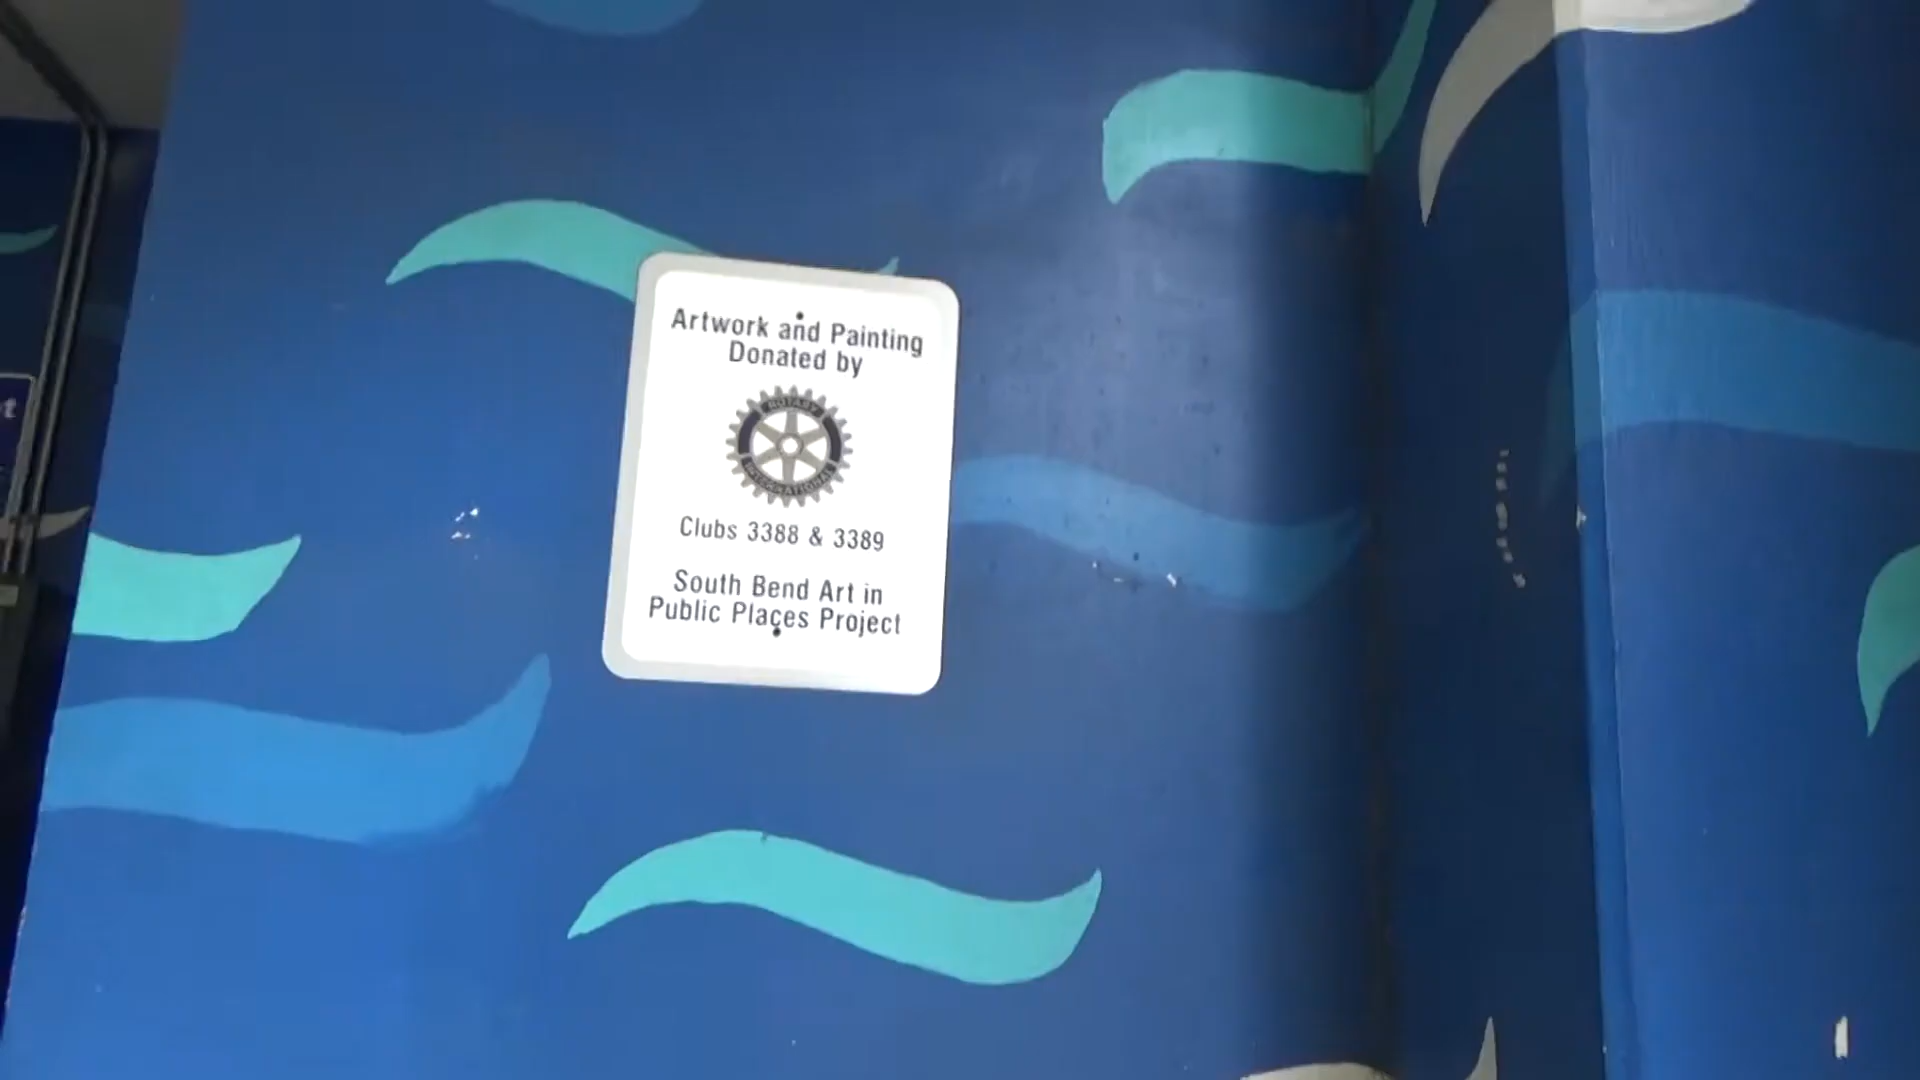 Artwork and Painting
Donated by
ROTARY
INTERNATIONAL
Clubs 3388 & 3389
South Bend Art in
Public Places Project